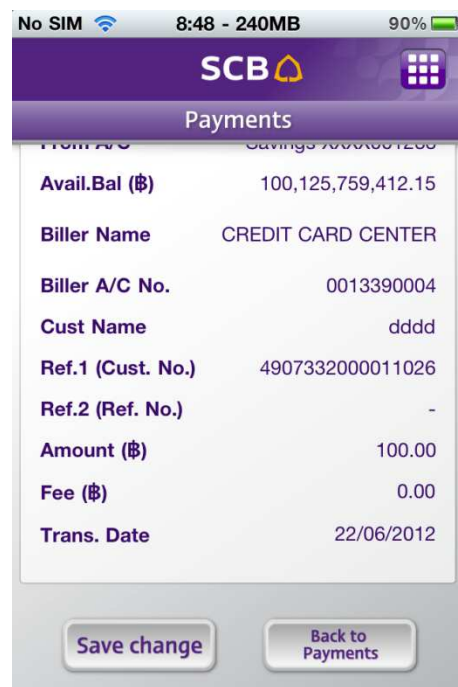 No SIM 8:48 - 240MB 90%
SCB
Payments
From A/C Savings
Avail.Bal (฿) 100,125,759,412.15
Biller Name CREDIT CARD CENTER
Biller A/C No. 0013390004
Cust Name dddd
Ref.1 (Cust. No.) 4907332000011026
Ref.2 (Ref. No.) -
Amount (฿) 100.00
Fee (฿) 0.00
Trans. Date 22/06/2012
Save change
Back to
Payments